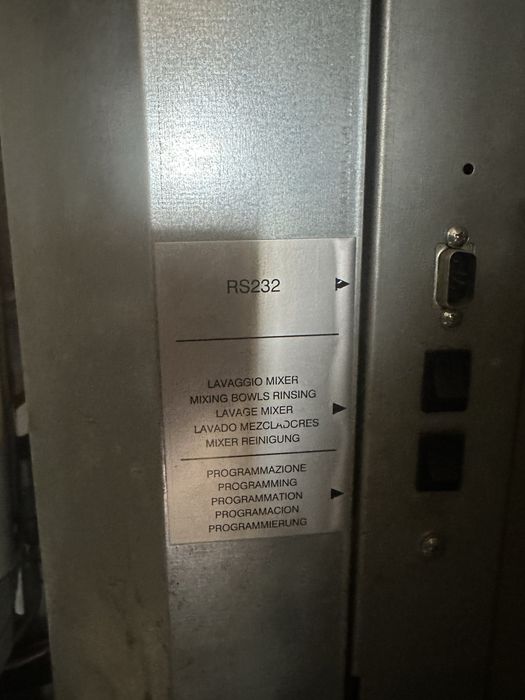 RS232
LAVAGGIO MIXER
MIXING BOWLS RINSING
LAVAGE MIXER
LAVADO MEZCLADORES
MIXER REINIGUNG
PROGRAMMAZIONE
PROGRAMMING
PROGRAMMATION
PROGRAMACION
PROGRAMMIERUNG